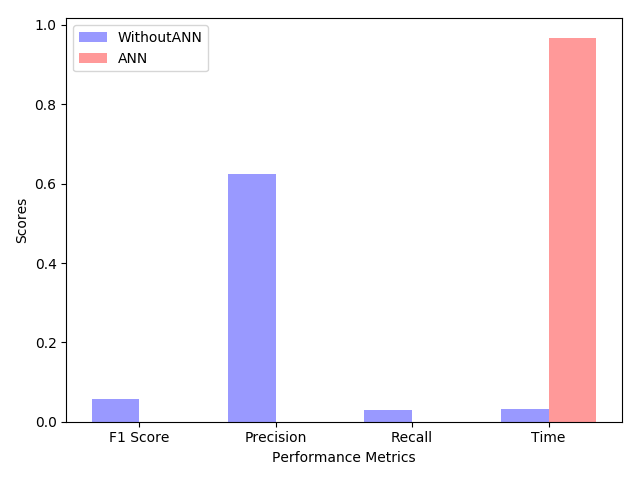 1.0
0.8
0.6
0.4
0.2
0.0
Scores
WithoutANN
ANN
F1 Score
Precision
Recall
Time
Performance Metrics